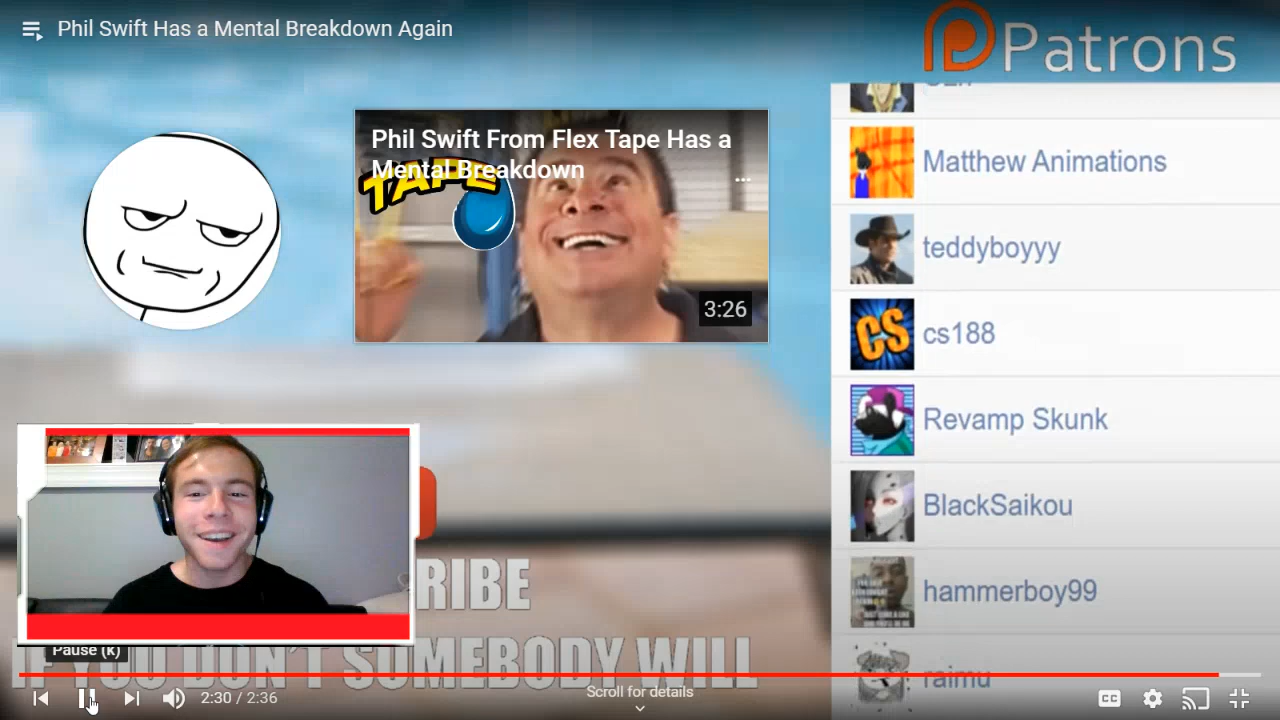 Phil Swift Has a Mental Breakdown Again
Patrons
Phil Swift From Flex Tape Has a
Mental Breakdown
TAPE
3:26
Matthew Animations
teddyboyyy
CS
cs188
Revamp Skunk
BlackSaikou
hammerboy99
raimu
RIBE
IF YOU DON'T SOMEBODY WILL
Pause (k)
2:30 / 2:36
Scroll for details
CC